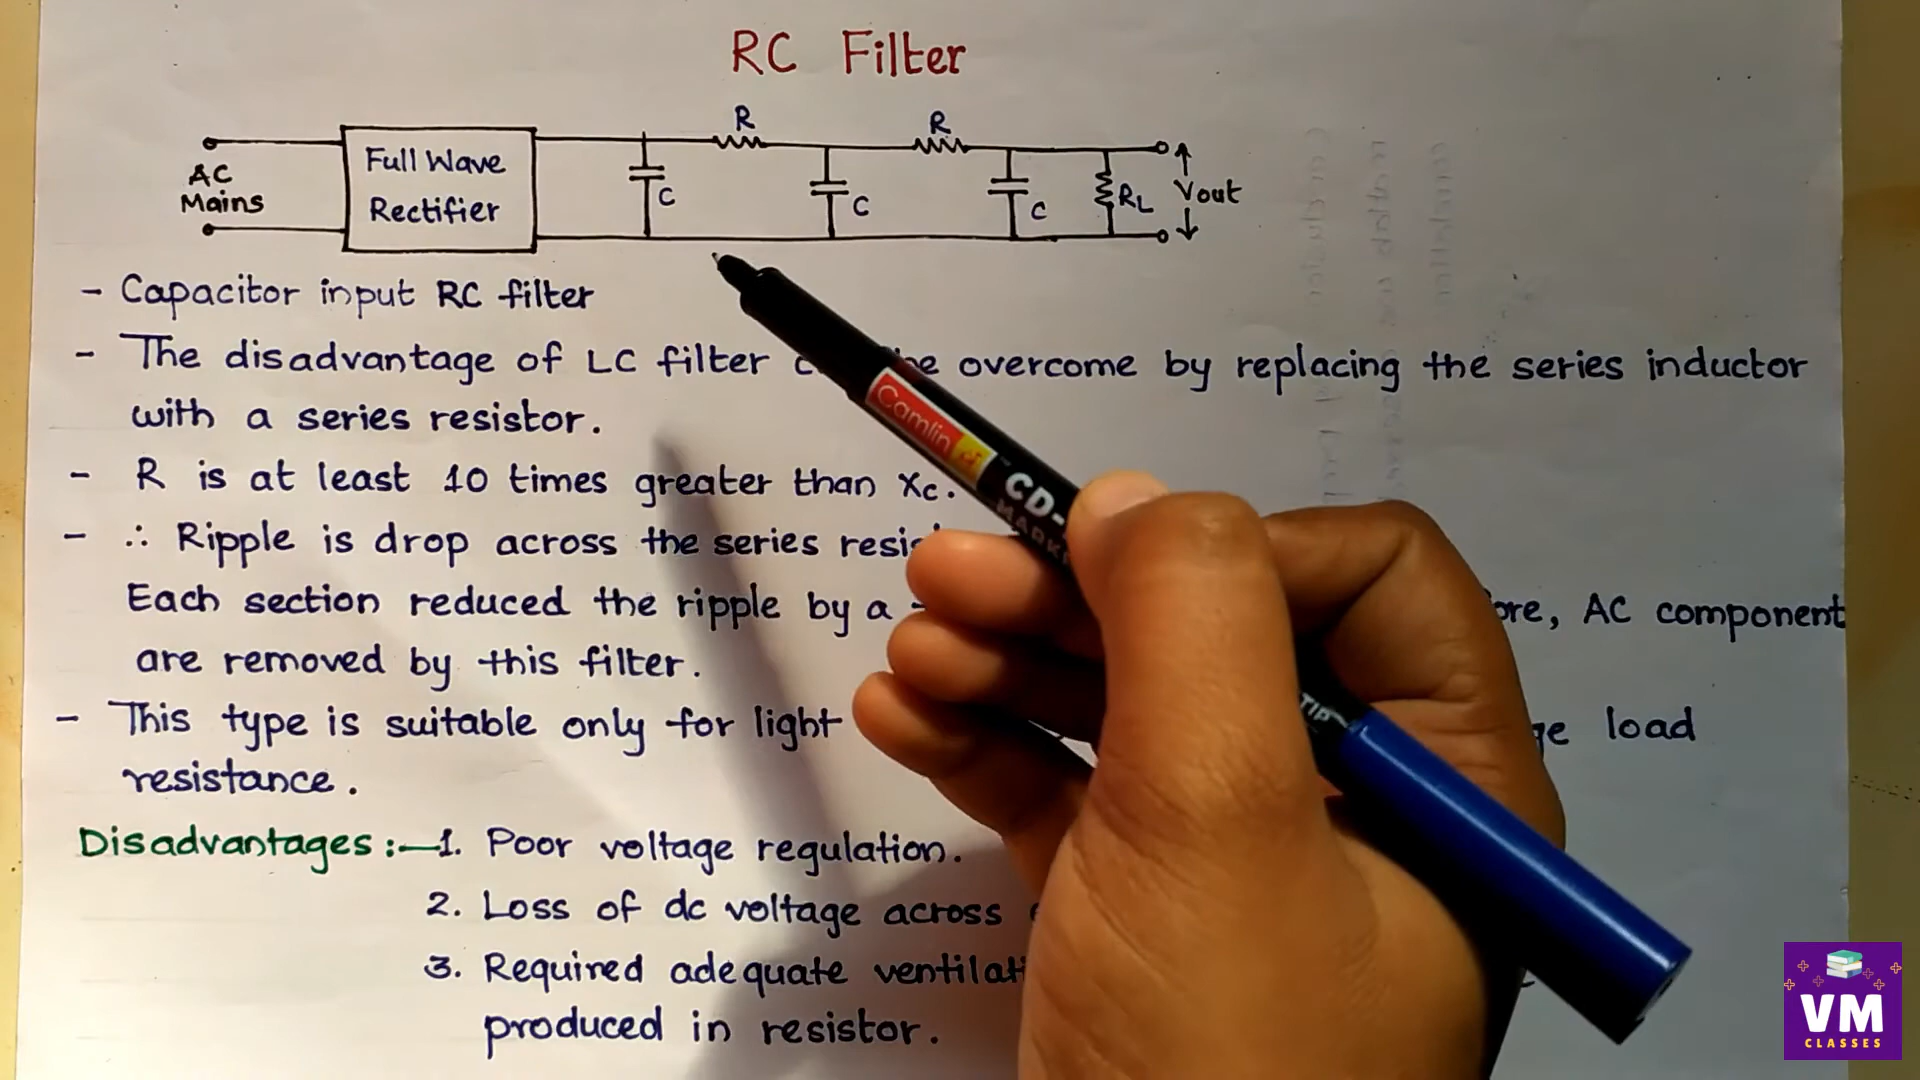 RC Filter
R
R
AC
Mains
Full Wave
Rectifier
C
C
C
RL
Vout
- Capacitor input RC filter
- The disadvantage of LC filter overcome by replacing the series inductor
with a series resistor.
- R is at least 10 times greater than Xc.
- ∴ Ripple is drop across the series
Each section reduced the ripple by a AC component
are removed by this filter.
- This type is suitable only for light load
resistance.
Disadvantages :- 1. Poor voltage regulation.
2. Loss of dc voltage across
3. Required adequate
produced in resistor.
Camlin
CD-
TIP
VM
CLASSES